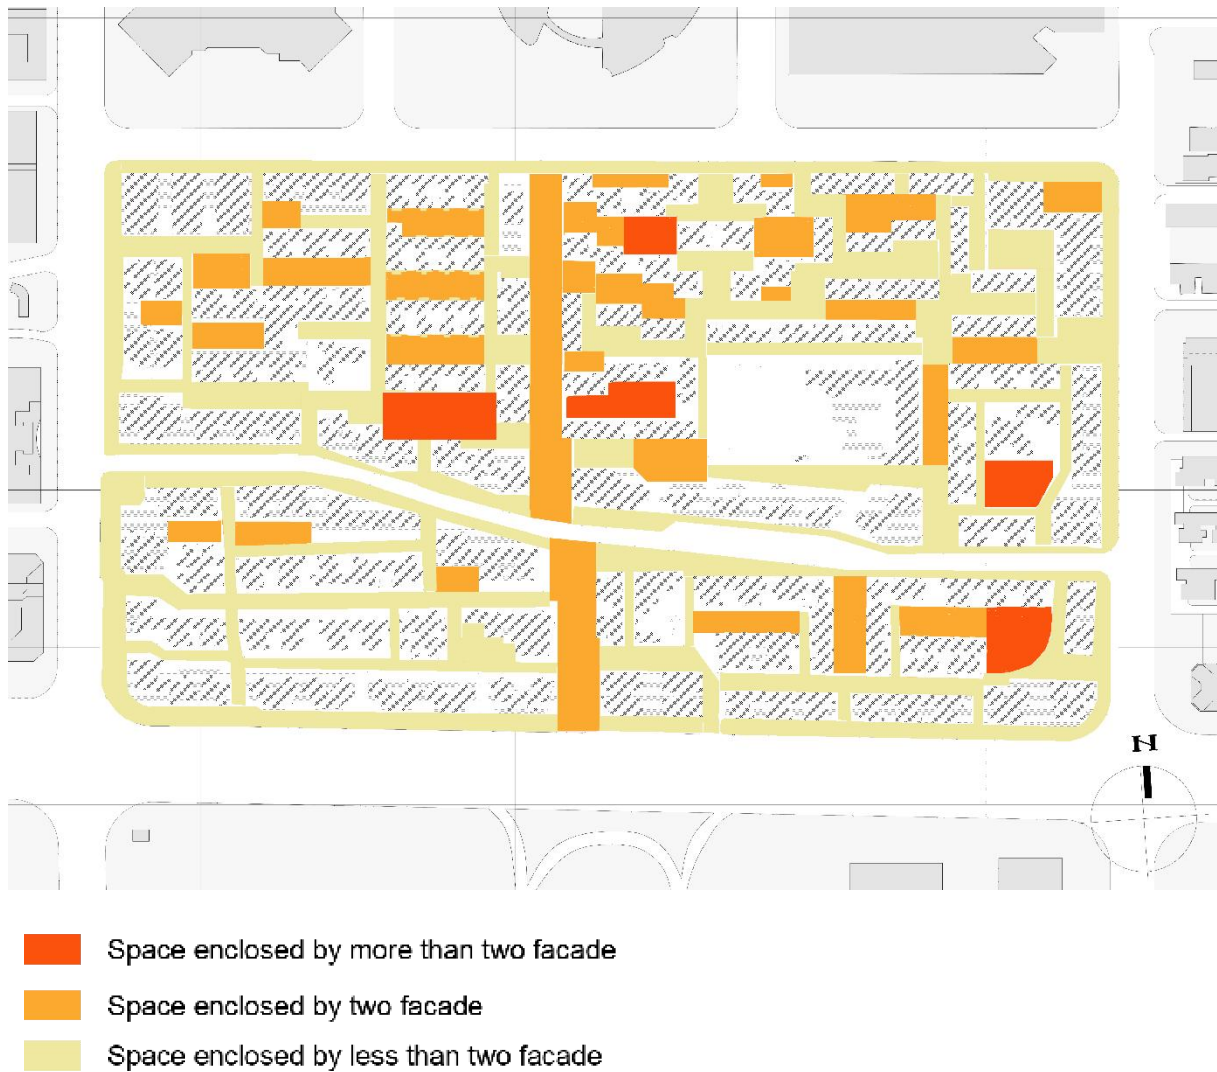 N
Space enclosed by more than two facade
Space enclosed by two facade
Space enclosed by less than two facade